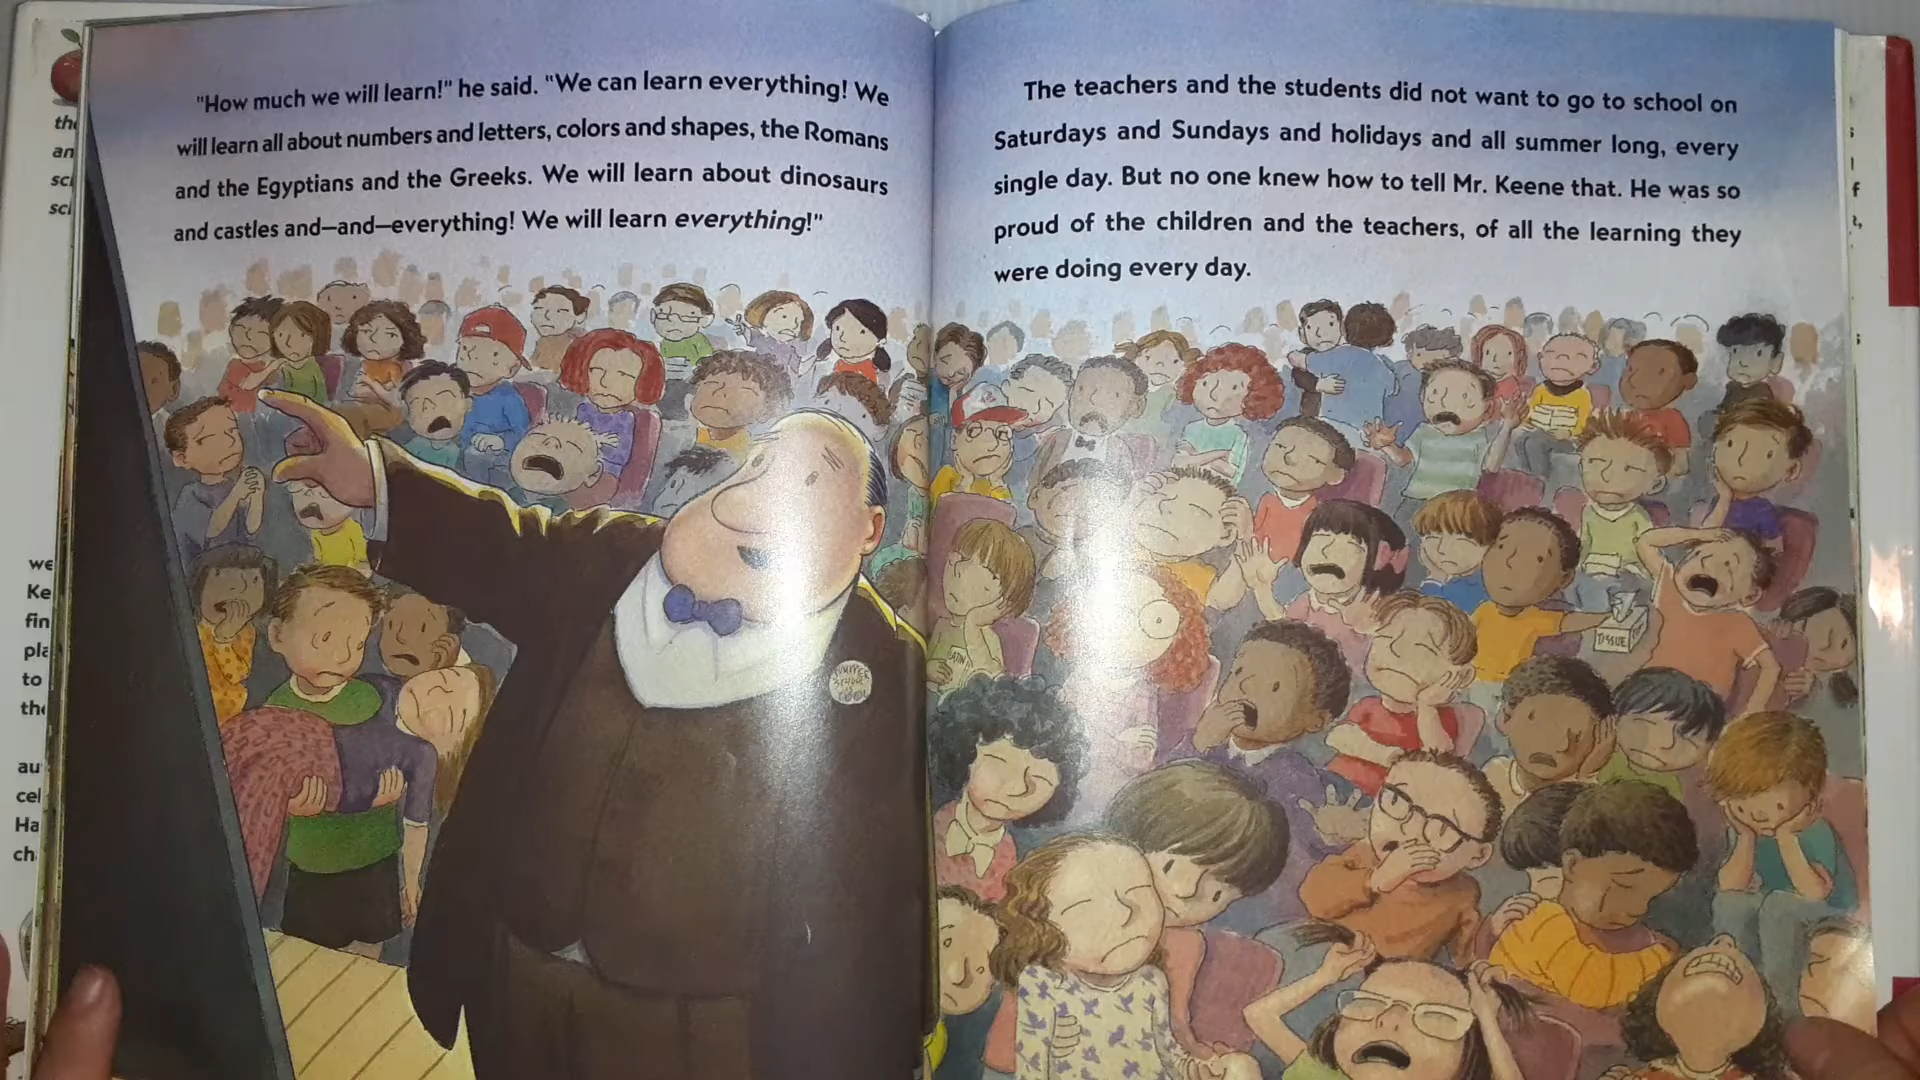 "How much we will learn!" he said. "We can learn everything! We
will learn all about numbers and letters, colors and shapes, the Romans
and the Egyptians and the Greeks. We will learn about dinosaurs
and castles and—and—everything! We will learn everything!"
The teachers and the students did not want to go to school on
Saturdays and Sundays and holidays and all summer long, every
single day. But no one knew how to tell Mr. Keene that. He was so
proud of the children and the teachers, of all the learning they
were doing every day.
LATIN
TISSUE
SCHOOL
COOL
we
to